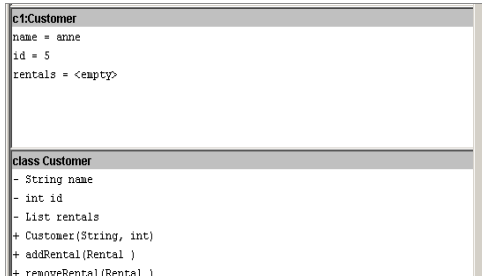 c1:Customer
name = anne
id = 5
rentals = <empty>
class Customer
- String name
- int id
- List rentals
+ Customer(String, int)
+ addRental(Rental )
+ removeRental(Rental )